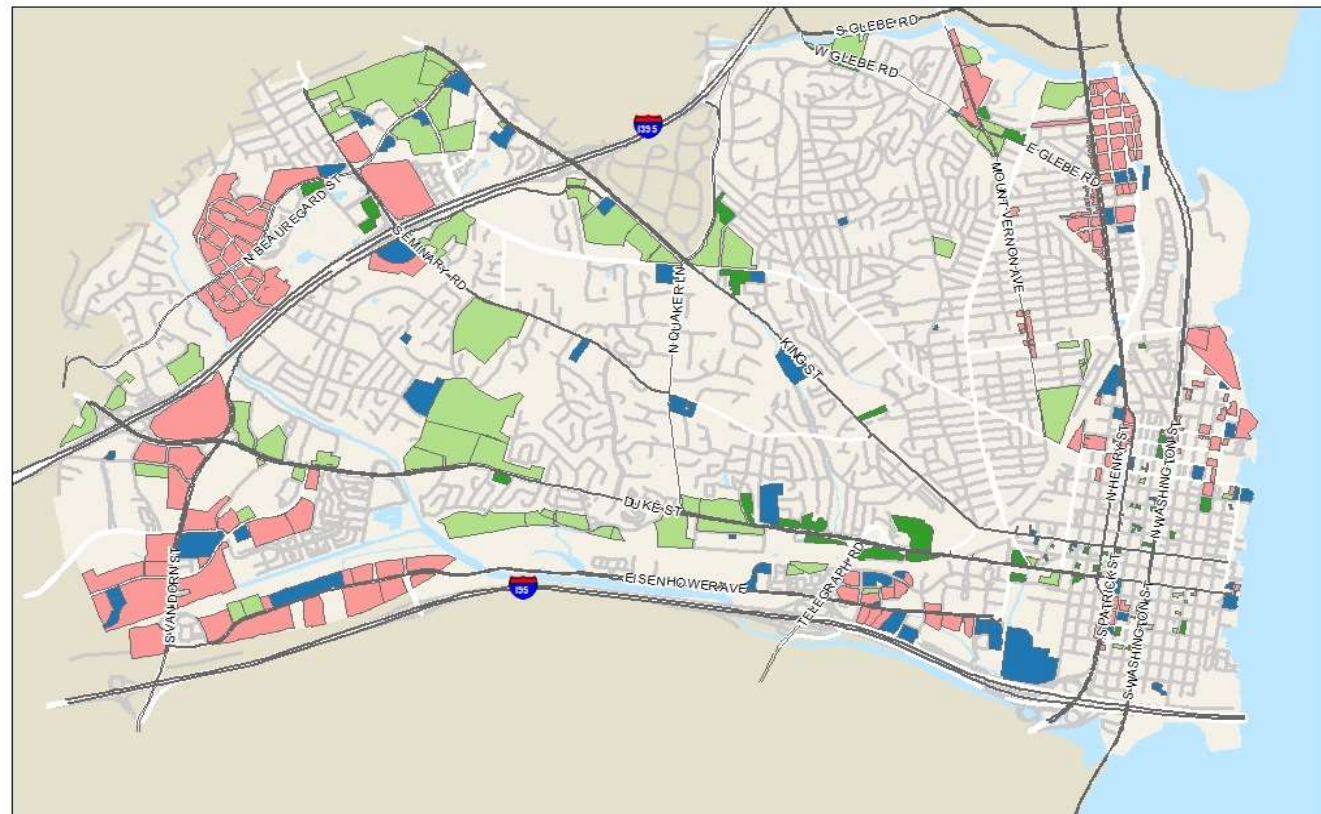 S GLEBE RD
W GLEBE RD
I395
E GLEBE RD
MOUNT VERNON AVE
N BEAUREGARD ST
SEMINARY RD
N QUAKER LN
KING ST
N HENRY ST
N WASHINGTON ST
DUKE ST
TELEGRAPH RD
EISENHOWER AVE
I95
S VAN DORN ST
S PATRICK ST
S WASHINGTON ST